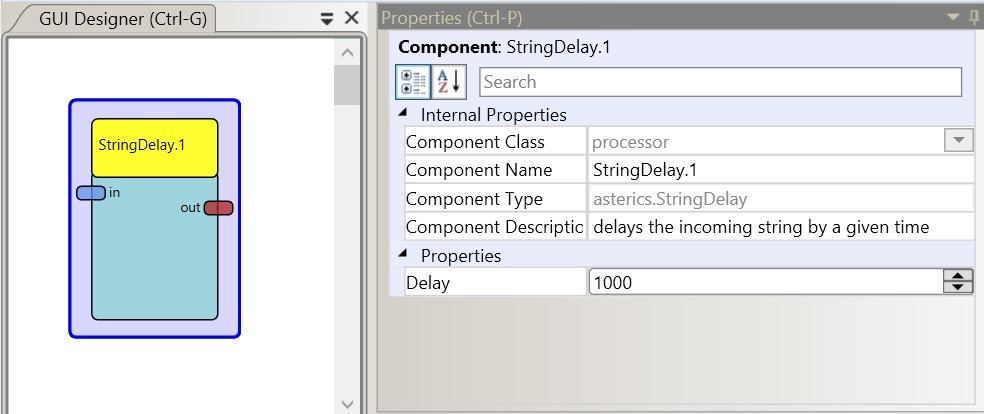 GUI Designer (Ctrl-G)
StringDelay.1
in
out
Properties (Ctrl-P)
Component: StringDelay.1
A
Z
Search
Internal Properties
Component Class processor
Component Name StringDelay.1
Component Type asterics.StringDelay
Component Descriptic delays the incoming string by a given time
Properties
Delay 1000